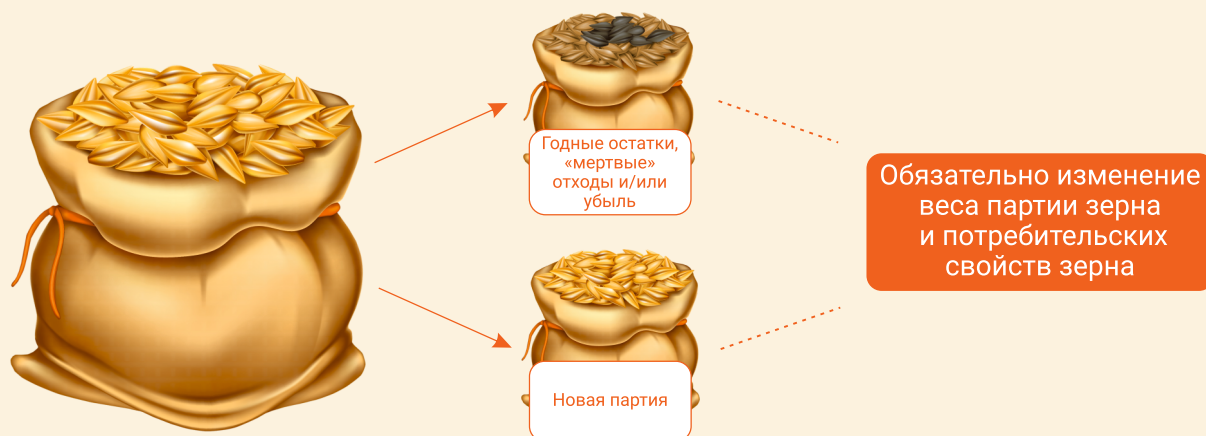 Годные остатки,
«мертвые»
отходы и/или
убыль
Обязательно изменение
веса партии зерна
и потребительских
свойств зерна
Новая партия